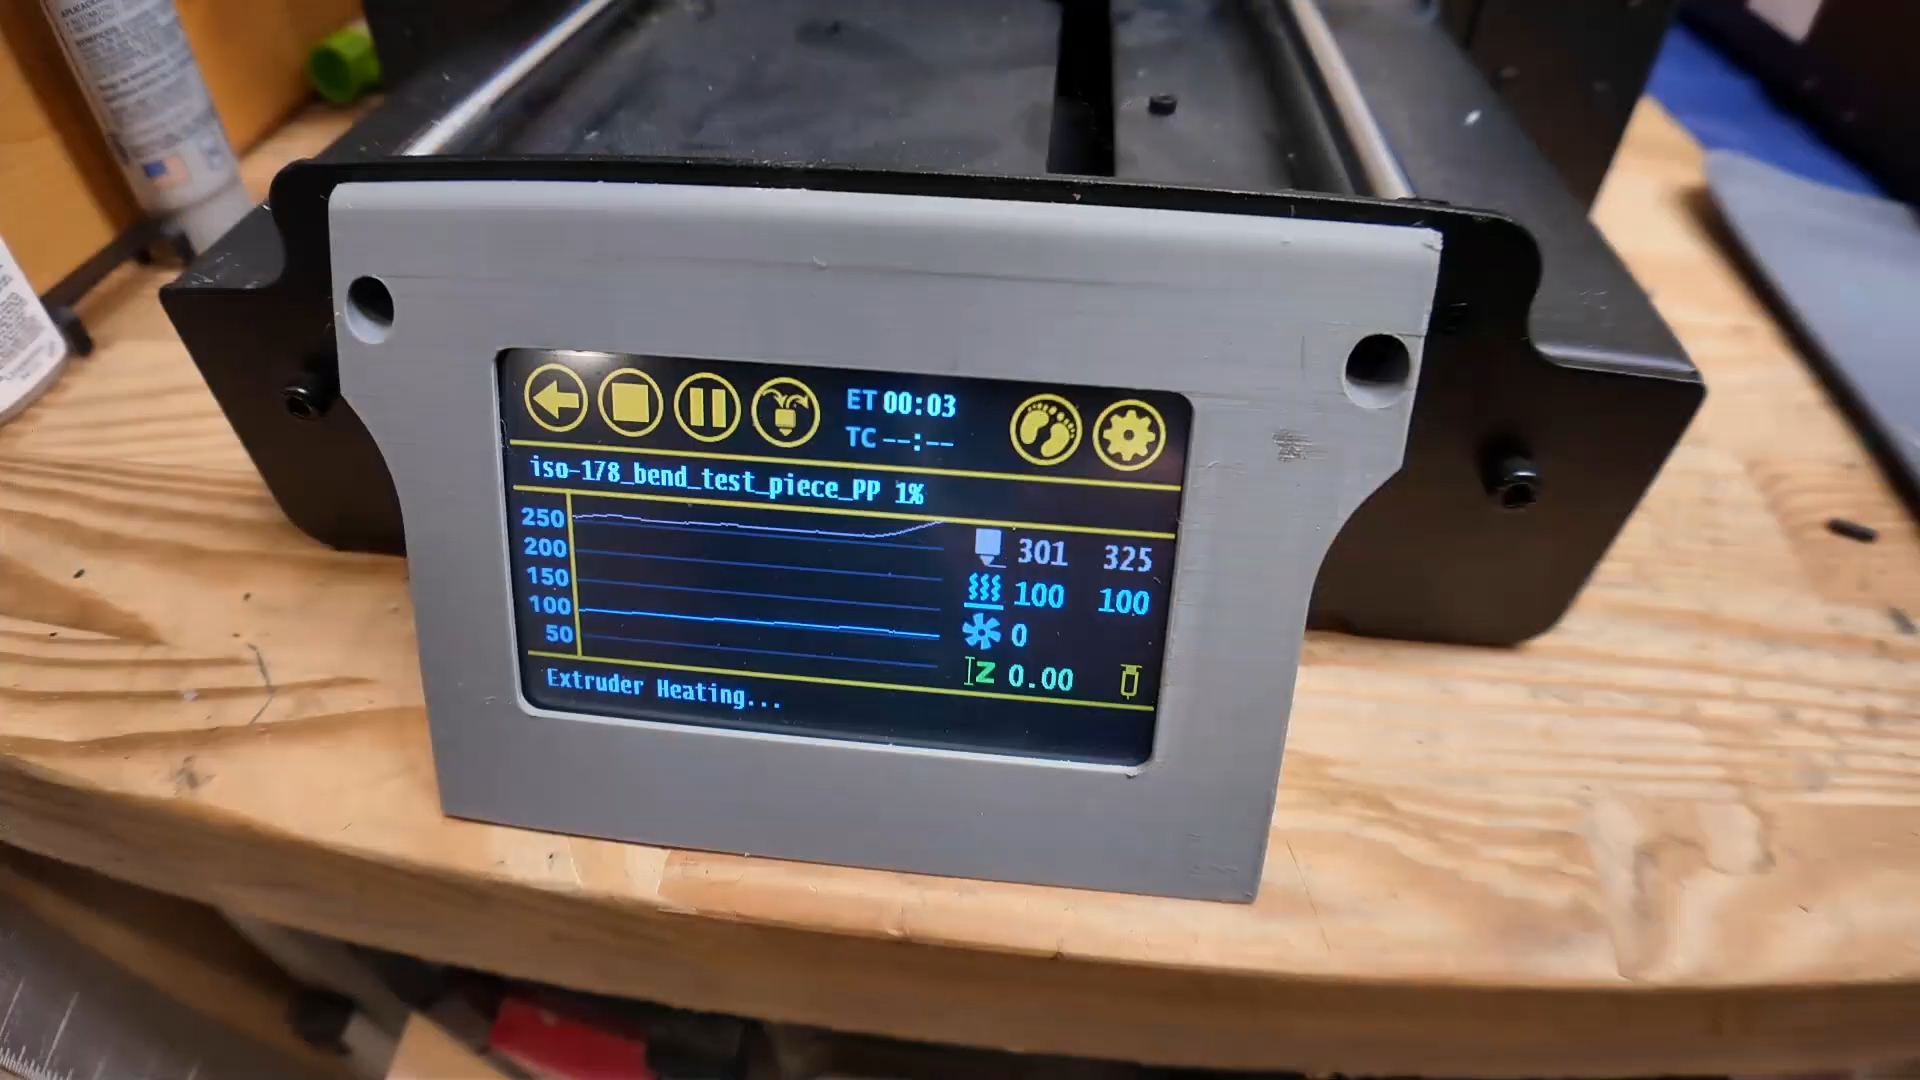 ET 00:03
TC --:--
iso-178_bend_test_piece_PP 1%
250
200
150
100
50
301 325
100 100
0
Z 0.00
Extruder Heating...